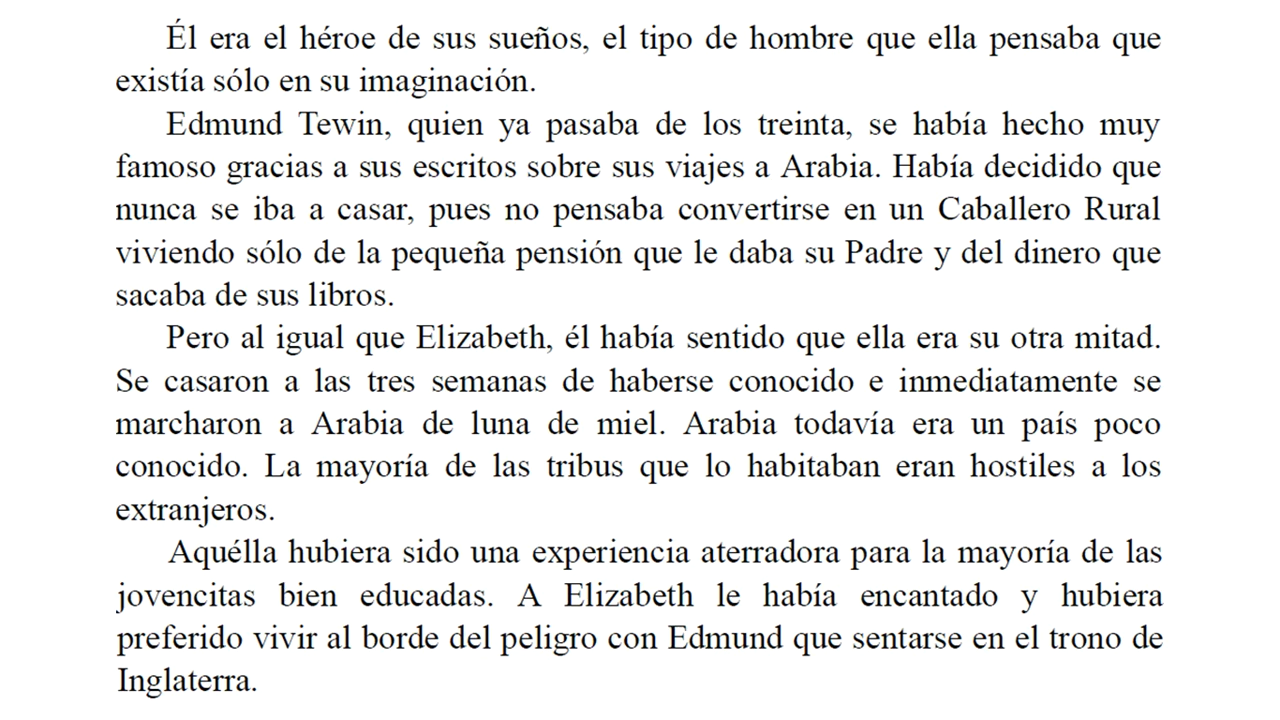 Él era el héroe de sus sueños, el tipo de hombre que ella pensaba que
existía sólo en su imaginación.
Edmund Tewin, quien ya pasaba de los treinta, se había hecho muy
famoso gracias a sus escritos sobre sus viajes a Arabia. Había decidido que
nunca se iba a casar, pues no pensaba convertirse en un Caballero Rural
viviendo sólo de la pequeña pensión que le daba su Padre y del dinero que
sacaba de sus libros.
Pero al igual que Elizabeth, él había sentido que ella era su otra mitad.
Se casaron a las tres semanas de haberse conocido e inmediatamente se
marcharon a Arabia de luna de miel. Arabia todavía era un país poco
conocido. La mayoría de las tribus que lo habitaban eran hostiles a los
extranjeros.
Aquélla hubiera sido una experiencia aterradora para la mayoría de las
jovencitas bien educadas. A Elizabeth le había encantado y hubiera
preferido vivir al borde del peligro con Edmund que sentarse en el trono de
Inglaterra.